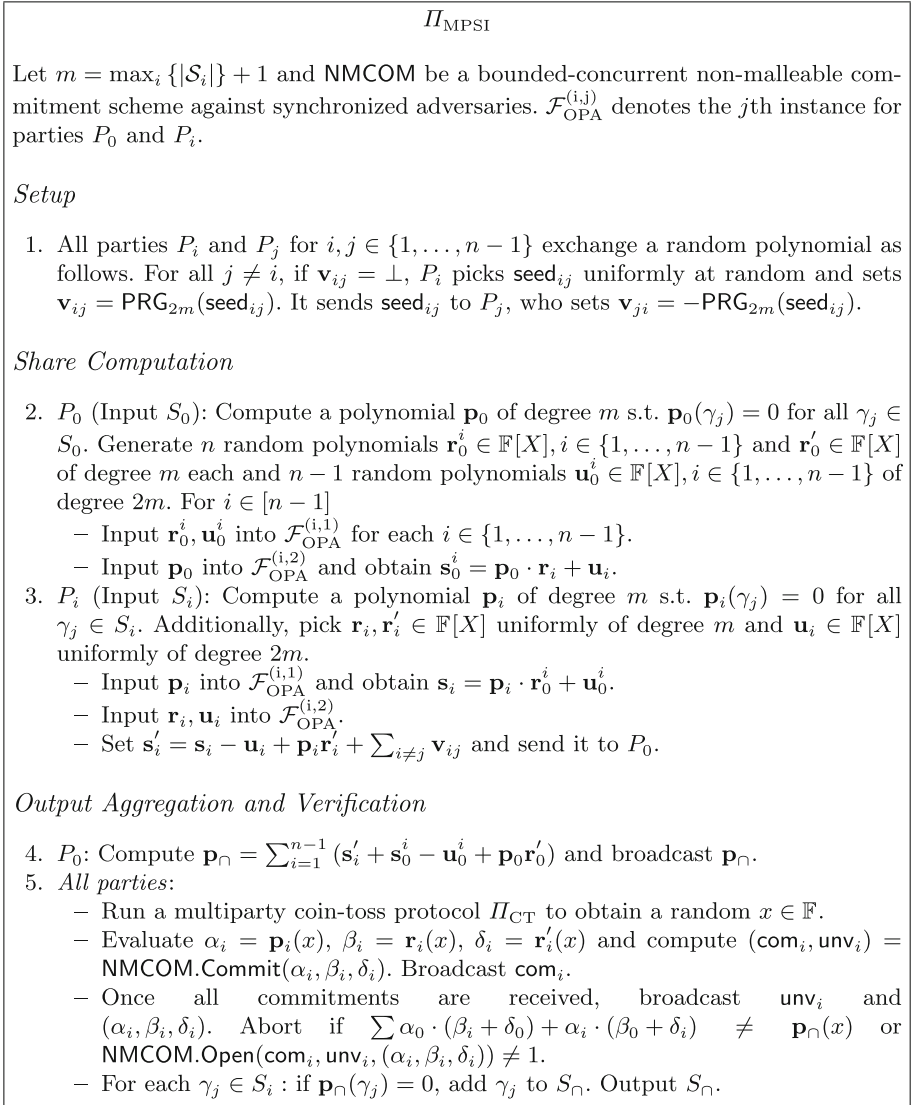 Π_MPSI
Let m = max_i {|𝒮_i|} + 1 and NMCOM be a bounded-concurrent non-malleable com-
mitment scheme against synchronized adversaries. ℱ_OPA^(i,j) denotes the jth instance for
parties P_0 and P_i.
Setup
1. All parties P_i and P_j for i, j ∈ {1, . . . , n − 1} exchange a random polynomial as
follows. For all j ≠ i, if v_ij = ⊥, P_i picks seed_ij uniformly at random and sets
v_ij = PRG_2m(seed_ij). It sends seed_ij to P_j, who sets v_ji = −PRG_2m(seed_ij).
Share Computation
2. P_0 (Input S_0): Compute a polynomial p_0 of degree m s.t. p_0(γ_j) = 0 for all γ_j ∈
S_0. Generate n random polynomials r_0^i ∈ 𝔽[X], i ∈ {1, . . . , n − 1} and r′_0 ∈ 𝔽[X]
of degree m each and n − 1 random polynomials u_0^i ∈ 𝔽[X], i ∈ {1, . . . , n − 1} of
degree 2m. For i ∈ [n − 1]
– Input r_0^i, u_0^i into ℱ_OPA^(i,1) for each i ∈ {1, . . . , n − 1}.
– Input p_0 into ℱ_OPA^(i,2) and obtain s_0^i = p_0 · r_i + u_i.
3. P_i (Input S_i): Compute a polynomial p_i of degree m s.t. p_i(γ_j) = 0 for all
γ_j ∈ S_i. Additionally, pick r_i, r′_i ∈ 𝔽[X] uniformly of degree m and u_i ∈ 𝔽[X]
uniformly of degree 2m.
– Input p_i into ℱ_OPA^(i,1) and obtain s_i = p_i · r_0^i + u_0^i.
– Input r_i, u_i into ℱ_OPA^(i,2).
– Set s′_i = s_i − u_i + p_i r′_i + ∑_{i≠j} v_ij and send it to P_0.
Output Aggregation and Verification
4. P_0: Compute p_∩ = ∑_{i=1}^{n−1} (s′_i + s_0^i − u_0^i + p_0 r′_0) and broadcast p_∩.
5. All parties:
– Run a multiparty coin-toss protocol Π_CT to obtain a random x ∈ 𝔽.
– Evaluate α_i = p_i(x), β_i = r_i(x), δ_i = r′_i(x) and compute (com_i, unv_i) =
NMCOM.Commit(α_i, β_i, δ_i). Broadcast com_i.
– Once all commitments are received, broadcast unv_i and
(α_i, β_i, δ_i). Abort if ∑ α_0 · (β_i + δ_0) + α_i · (β_0 + δ_i) ≠ p_∩(x) or
NMCOM.Open(com_i, unv_i, (α_i, β_i, δ_i)) ≠ 1.
– For each γ_j ∈ S_i : if p_∩(γ_j) = 0, add γ_j to S_∩. Output S_∩.